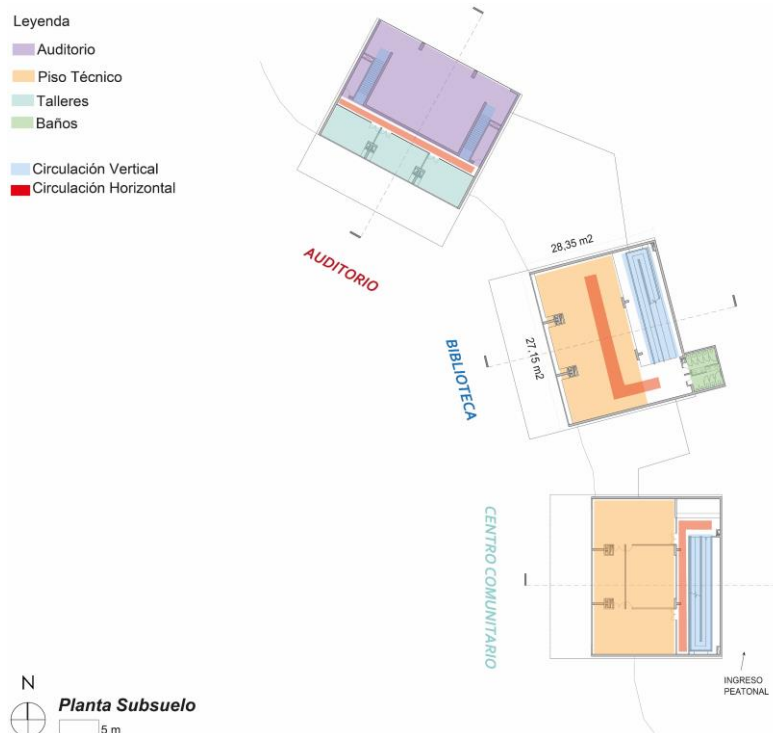 Leyenda
Auditorio
Piso Técnico
Talleres
Baños
Circulación Vertical
Circulación Horizontal
AUDITORIO
28,35 m2
27,15 m2
BIBLIOTECA
CENTRO COMUNITARIO
INGRESO
PEATONAL
N
Planta Subsuelo
5 m